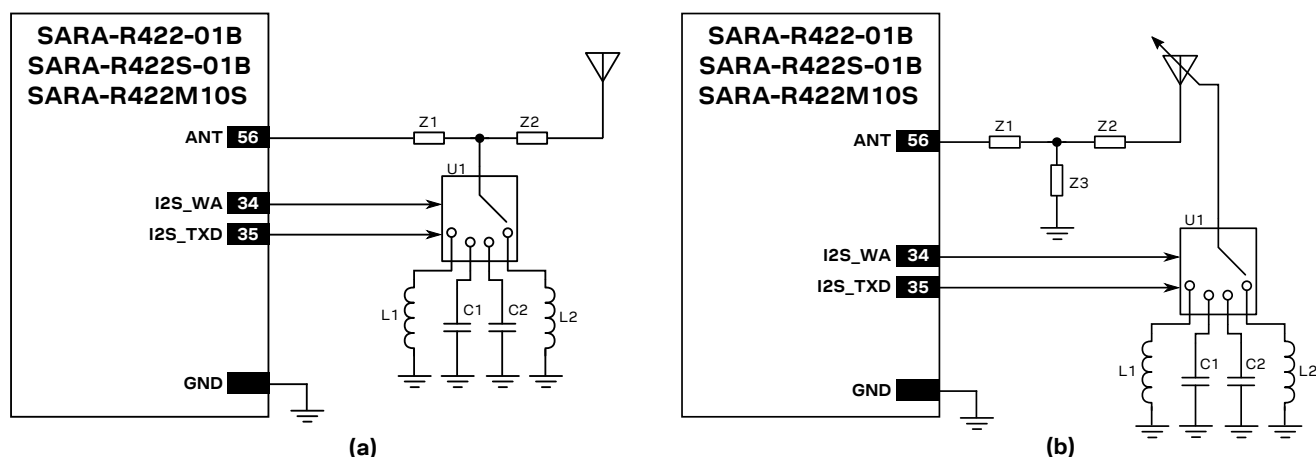 SARA-R422-01B
SARA-R422S-01B
SARA-R422M10S
ANT 56
Z1
Z2
U1
I2S_WA 34
I2S_TXD 35
L1
C1
C2
L2
GND
(a)
SARA-R422-01B
SARA-R422S-01B
SARA-R422M10S
ANT 56
Z1
Z2
Z3
U1
I2S_WA 34
I2S_TXD 35
L1
C1
C2
L2
GND
(b)